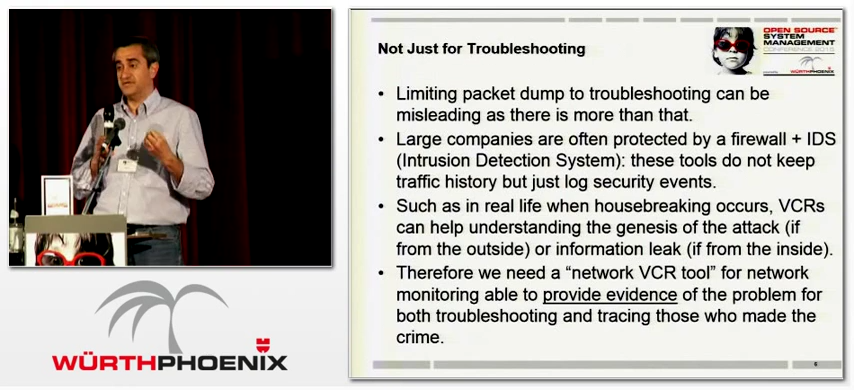 Not Just for Troubleshooting
OPEN SOURCE
SYSTEM
MANAGEMENT
CONFERENCE 2015
WÜRTHPHOENIX
• Limiting packet dump to troubleshooting can be
misleading as there is more than that.
• Large companies are often protected by a firewall + IDS
(Intrusion Detection System): these tools do not keep
traffic history but just log security events.
• Such as in real life when housebreaking occurs, VCRs
can help understanding the genesis of the attack (if
from the outside) or information leak (if from the inside).
• Therefore we need a “network VCR tool” for network
monitoring able to provide evidence of the problem for
both troubleshooting and tracing those who made the
crime.
6
WÜRTHPHOENIX